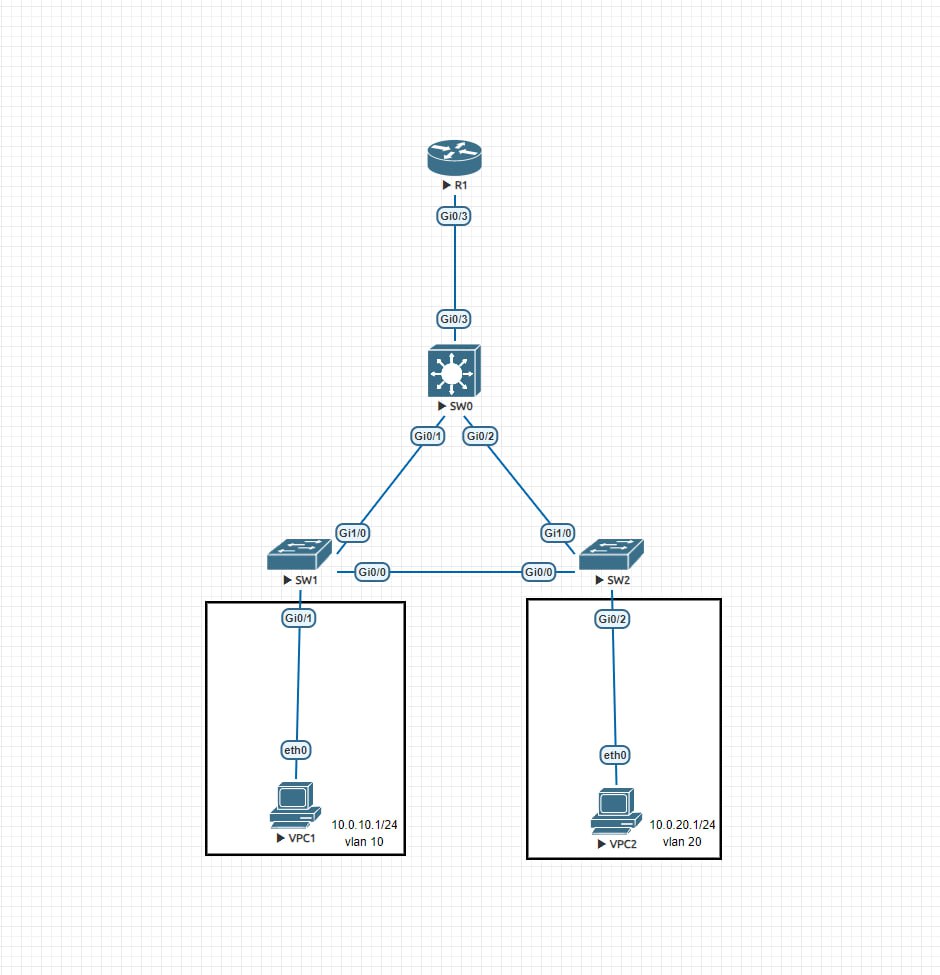 R1
Gi0/3
Gi0/3
SW0
Gi0/1
Gi0/2
Gi1/0
Gi1/0
SW1
Gi0/0
Gi0/0
SW2
Gi0/1
Gi0/2
eth0
eth0
VPC1
10.0.10.1/24
vlan 10
VPC2
10.0.20.1/24
vlan 20